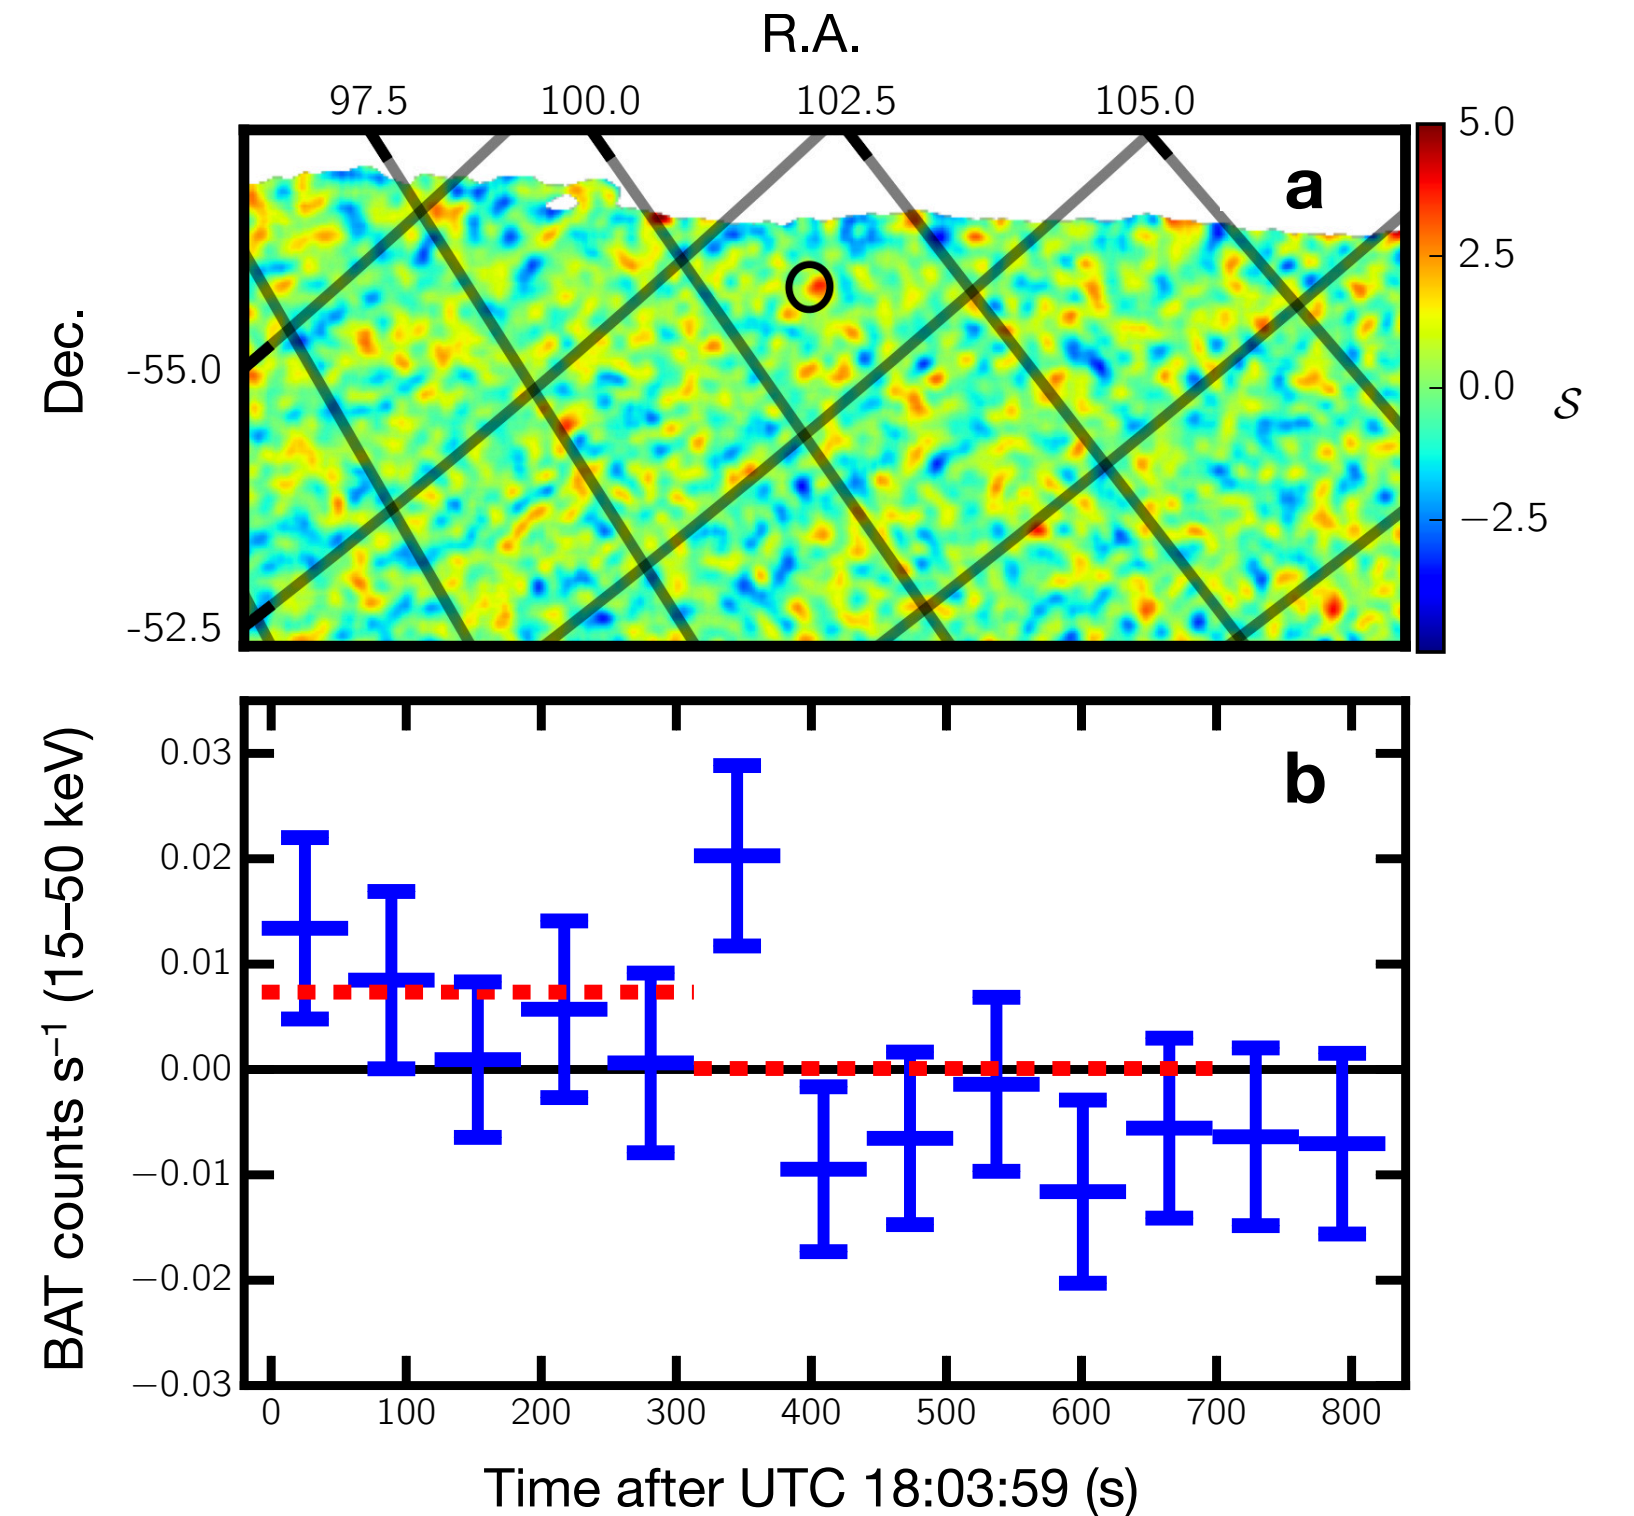 R.A.
97.5 100.0 102.5 105.0
a
5.0
2.5
0.0
−2.5
S
Dec.
-55.0
-52.5
b
BAT counts s⁻¹ (15–50 keV)
0.03
0.02
0.01
0.00
−0.01
−0.02
−0.03
0 100 200 300 400 500 600 700 800
Time after UTC 18:03:59 (s)